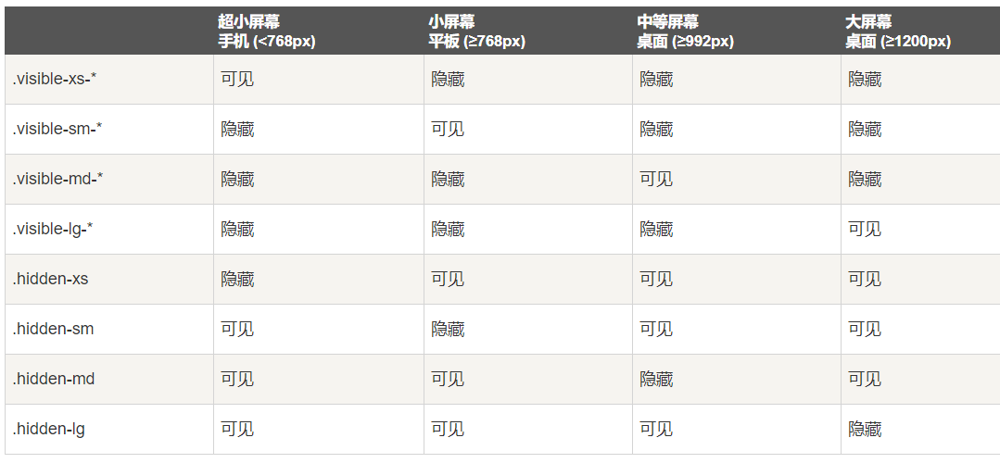 超小屏幕 小屏幕 中等屏幕 大屏幕
手机 (<768px) 平板 (≥768px) 桌面 (≥992px) 桌面 (≥1200px)
.visible-xs-* 可见 隐藏 隐藏 隐藏
.visible-sm-* 隐藏 可见 隐藏 隐藏
.visible-md-* 隐藏 隐藏 可见 隐藏
.visible-lg-* 隐藏 隐藏 隐藏 可见
.hidden-xs 隐藏 可见 可见 可见
.hidden-sm 可见 隐藏 可见 可见
.hidden-md 可见 可见 隐藏 可见
.hidden-lg 可见 可见 可见 隐藏